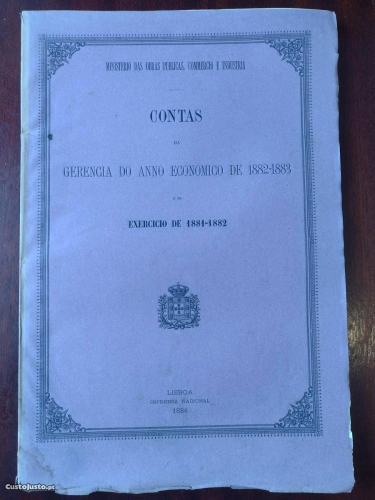 MINISTERIO DAS OBRAS PUBLICAS, COMMERCIO E INDUSTRIA
CONTAS
DA
GERENCIA DO ANNO ECONOMICO DE 1882-1883
E DO
EXERCICIO DE 1881-1882
LISBOA
IMPRENSA NACIONAL
1884
CustoJusto.pt